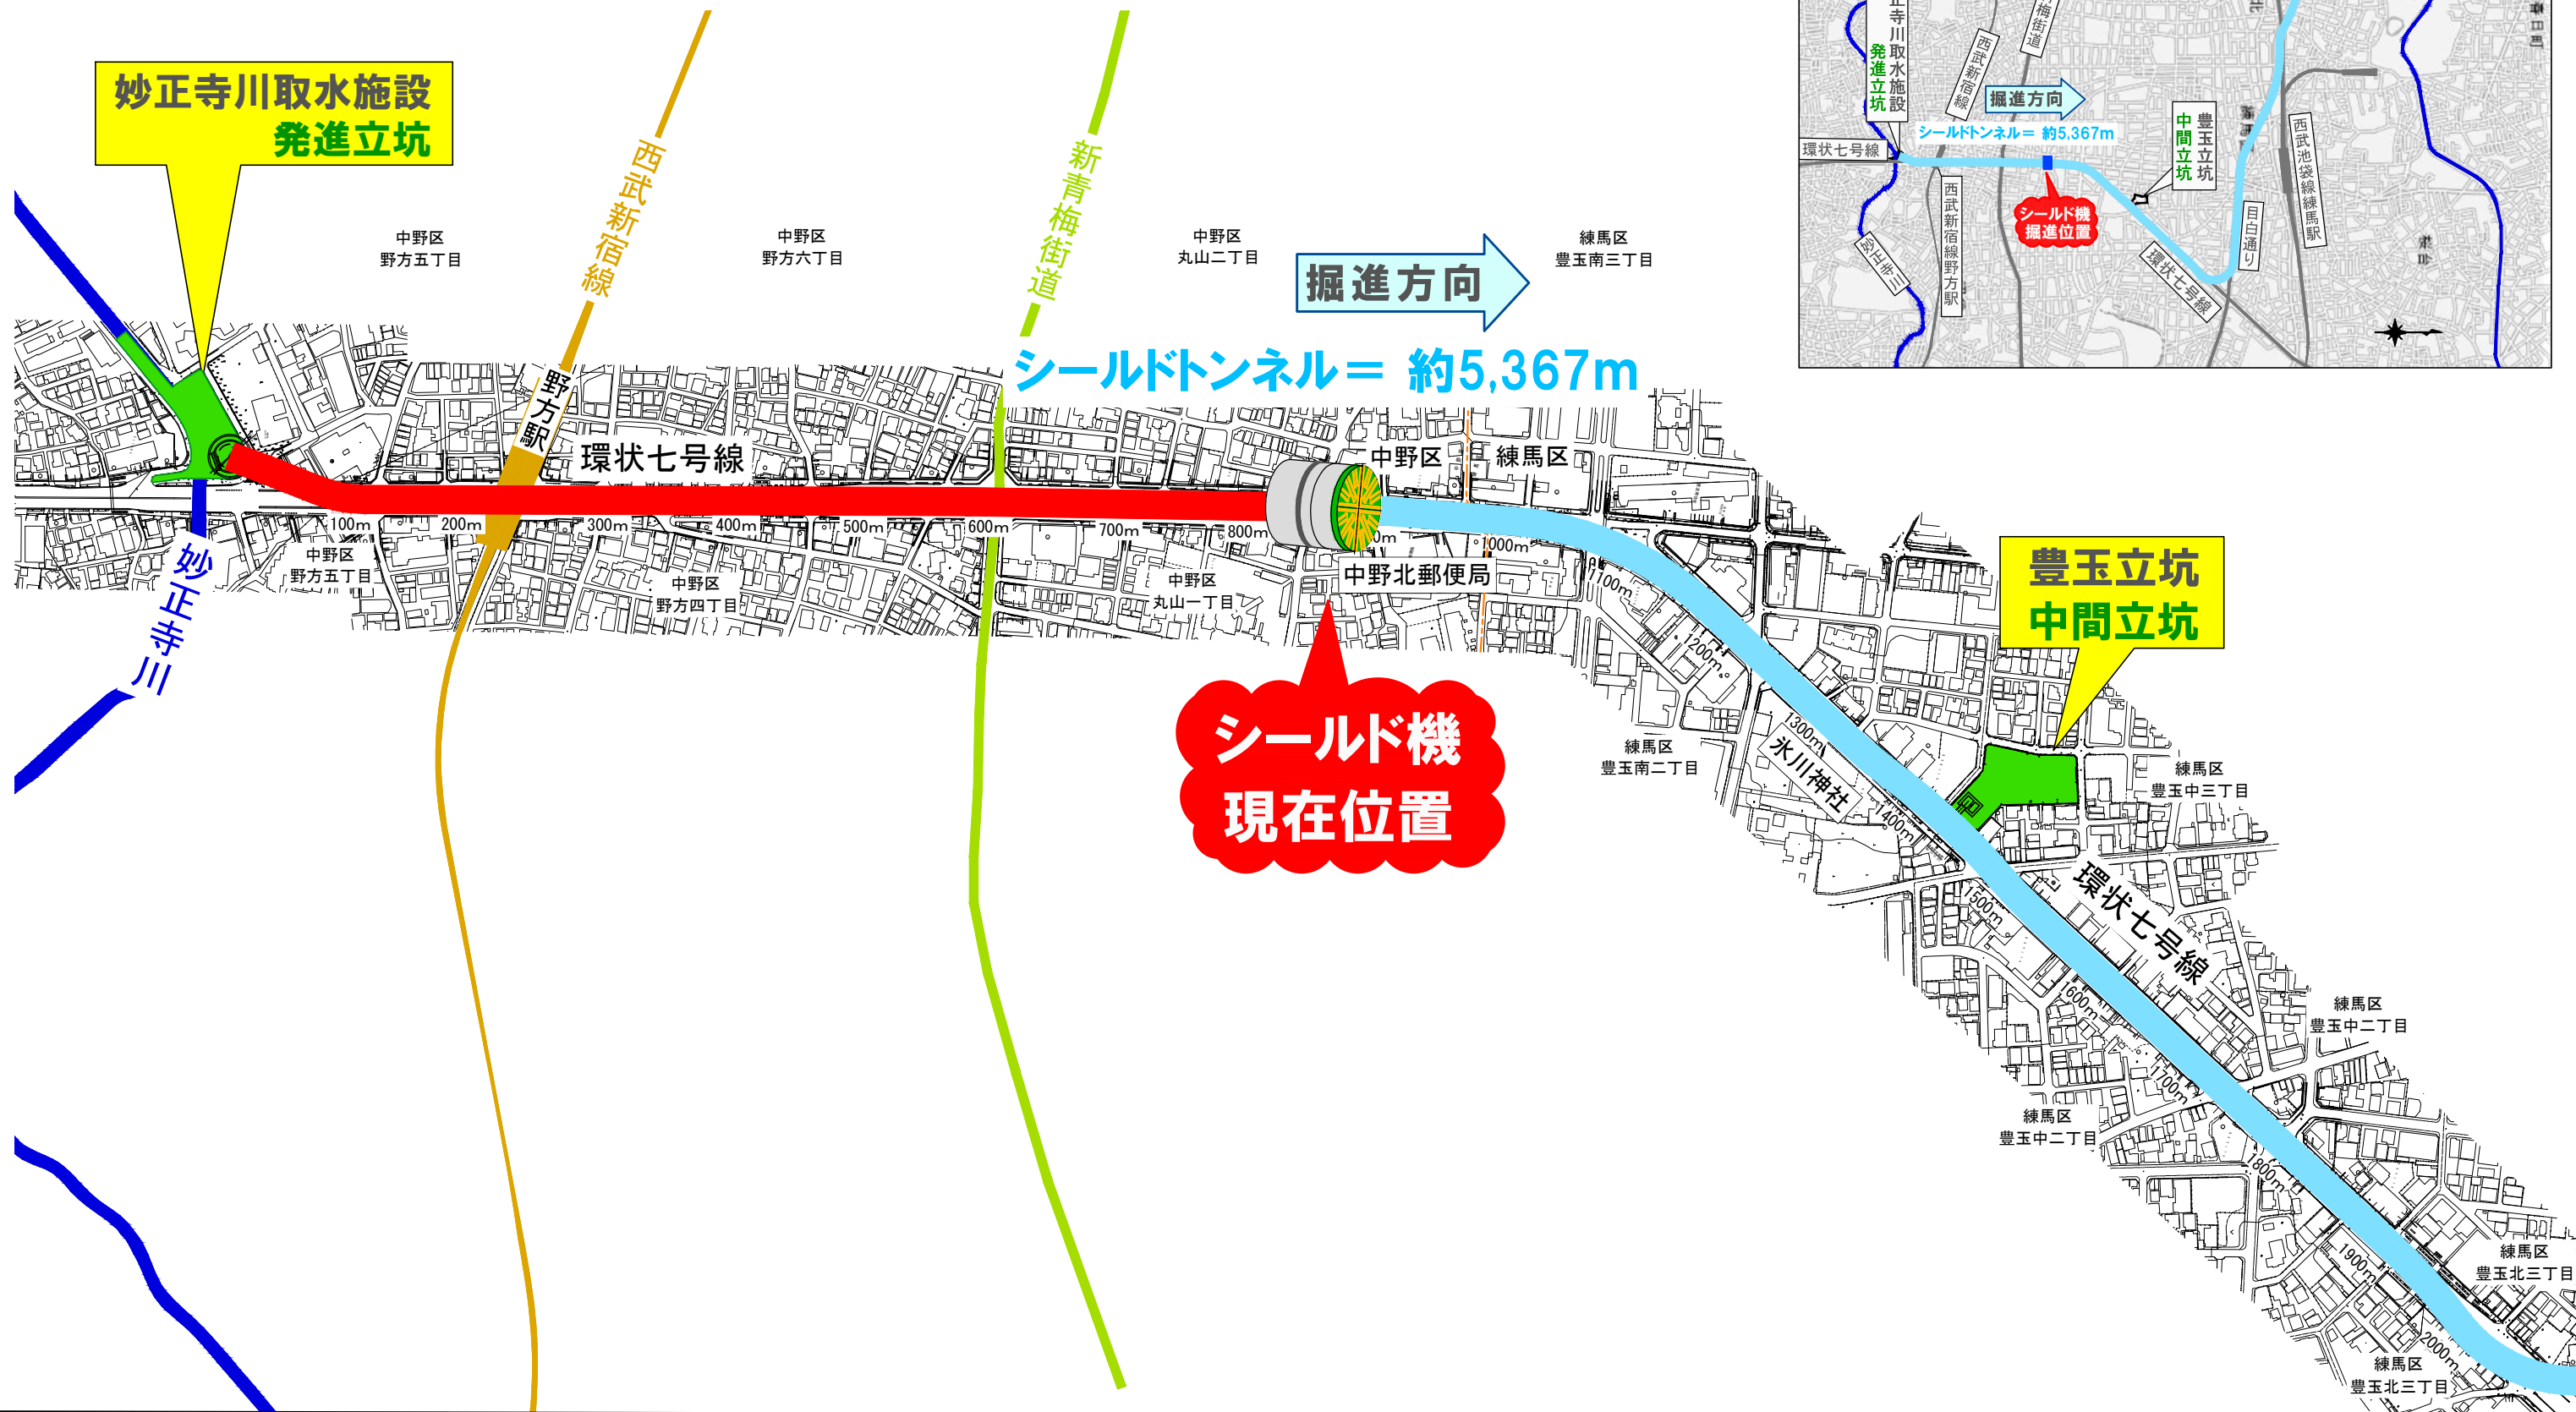 妙正寺川取水施設
発進立坑
西武新宿線
新青梅街道
中野区
野方五丁目
中野区
野方六丁目
中野区
丸山二丁目
掘進方向
練馬区
豊玉南三丁目
シールドトンネル＝ 約5,367m
野方駅
環状七号線
中野区
練馬区
100m
200m
300m
400m
500m
600m
700m
800m
1000m
1100m
1200m
1300m
1400m
1500m
1600m
1700m
1800m
1900m
2000m
妙正寺川
中野区
野方五丁目
中野区
野方四丁目
中野区
丸山一丁目
中野北郵便局
シールド機
現在位置
豊玉立坑
中間立坑
練馬区
豊玉南二丁目
氷川神社
練馬区
豊玉中三丁目
環状七号線
練馬区
豊玉中二丁目
練馬区
豊玉中二丁目
練馬区
豊玉北三丁目
練馬区
豊玉北三丁目
正寺川取水施設
発進立坑
西武新宿線
梅街道
掘進方向
シールドトンネル＝ 約5,367m
環状七号線
豊玉立坑
中間立坑
西武池袋線練馬駅
シールド機
掘進位置
西武新宿線野方駅
目白通り
環状七号線
春日町